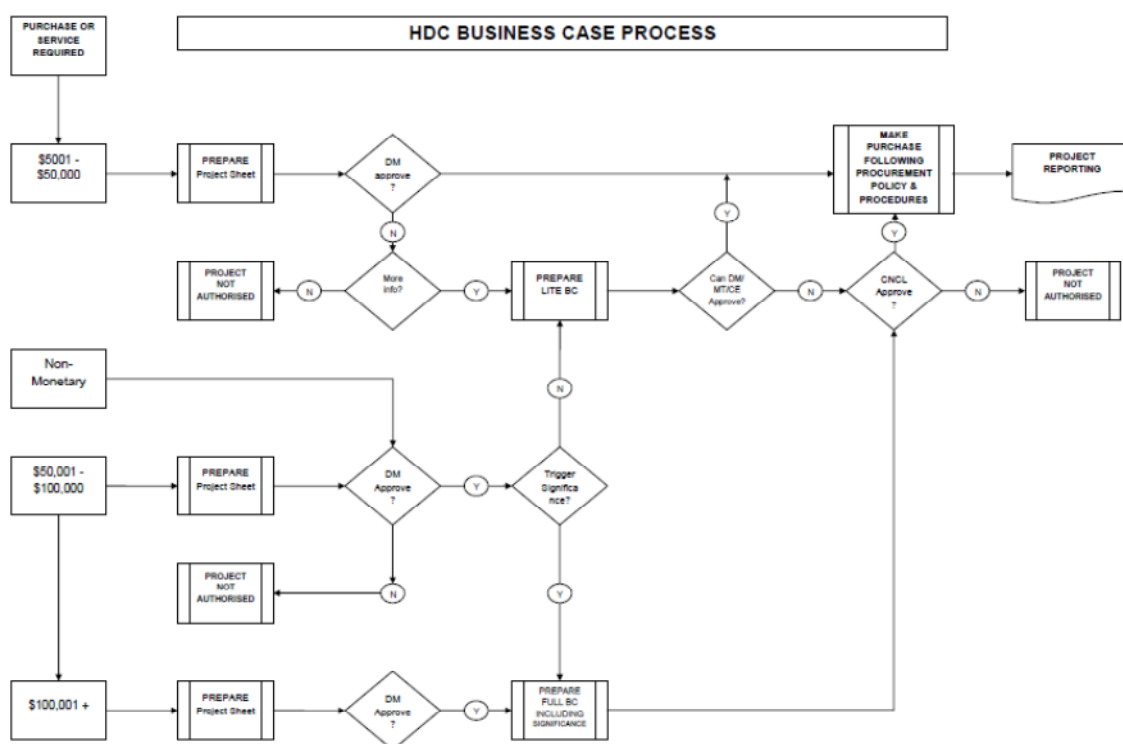 PURCHASE OR
SERVICE
REQUIRED
HDC BUSINESS CASE PROCESS
$5001 -
$50,000
PREPARE
Project Sheet
DM
approve
?
MAKE
PURCHASE
FOLLOWING
PROCUREMENT
POLICY &
PROCEDURES
PROJECT
REPORTING
N
Y
Y
PROJECT
NOT
AUTHORISED
N
More
info?
Y
PREPARE
LITE BC
Can DM/
MT/CE
Approve?
N
CNCL
Approve
?
N
PROJECT
NOT
AUTHORISED
Non-
Monetary
N
$50,001 -
$100,000
PREPARE
Project Sheet
DM
Approve
?
Y
Trigger
Significa
nce?
PROJECT
NOT
AUTHORISED
N
Y
$100,001 +
PREPARE
Project Sheet
DM
Approve
?
Y
PREPARE
FULL BC
INCLUDING
SIGNIFICANCE